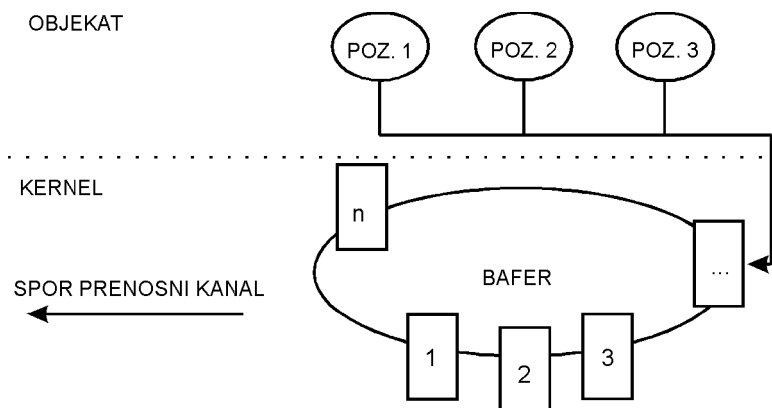 OBJEKAT
POZ. 1
POZ. 2
POZ. 3
KERNEL
n
...
BAFER
SPOR PRENOSNI KANAL
1
2
3